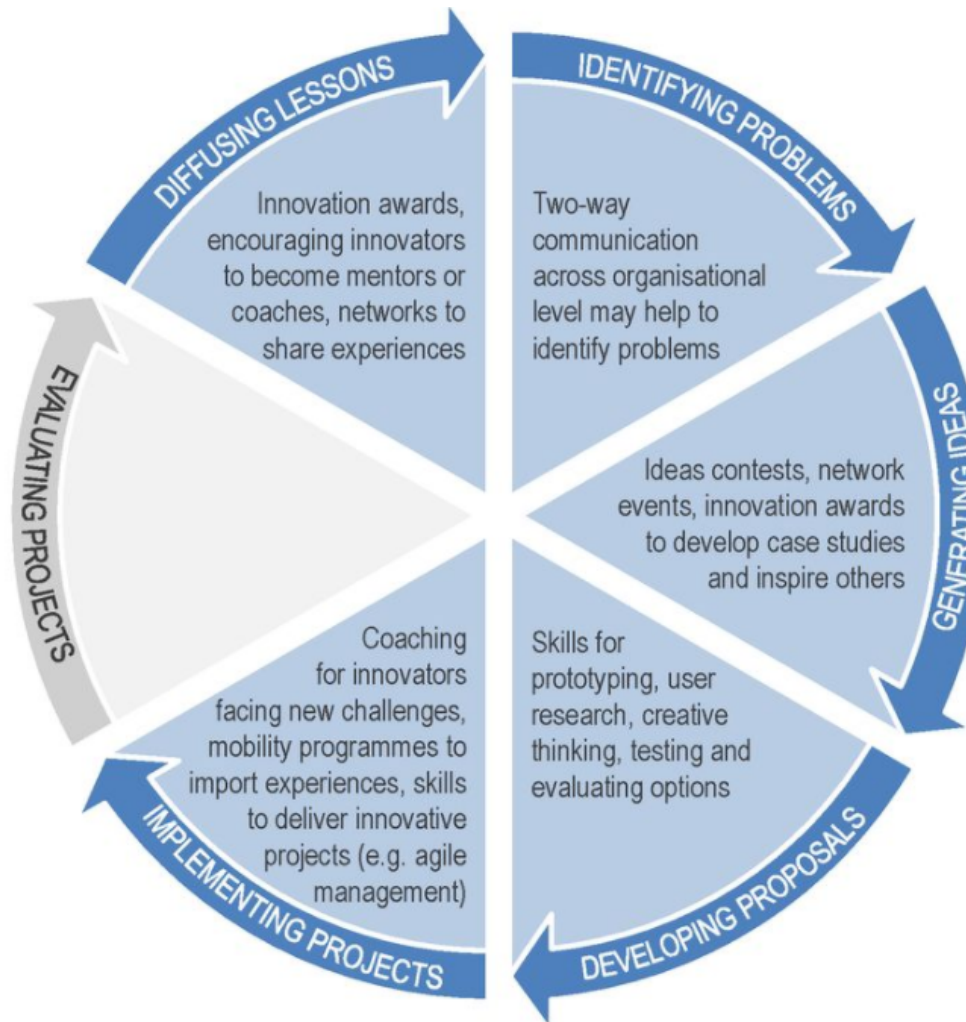 IDENTIFYING PROBLEMS
Two-way
communication
across organisational
level may help to
identify problems
GENERATING IDEAS
Ideas contests, network
events, innovation awards
to develop case studies
and inspire others
DEVELOPING PROPOSALS
Skills for
prototyping, user
research, creative
thinking, testing and
evaluating options
IMPLEMENTING PROJECTS
Coaching
for innovators
facing new challenges,
mobility programmes to
import experiences, skills
to deliver innovative
projects (e.g. agile
management)
EVALUATING PROJECTS
DIFFUSING LESSONS
Innovation awards,
encouraging innovators
to become mentors or
coaches, networks to
share experiences